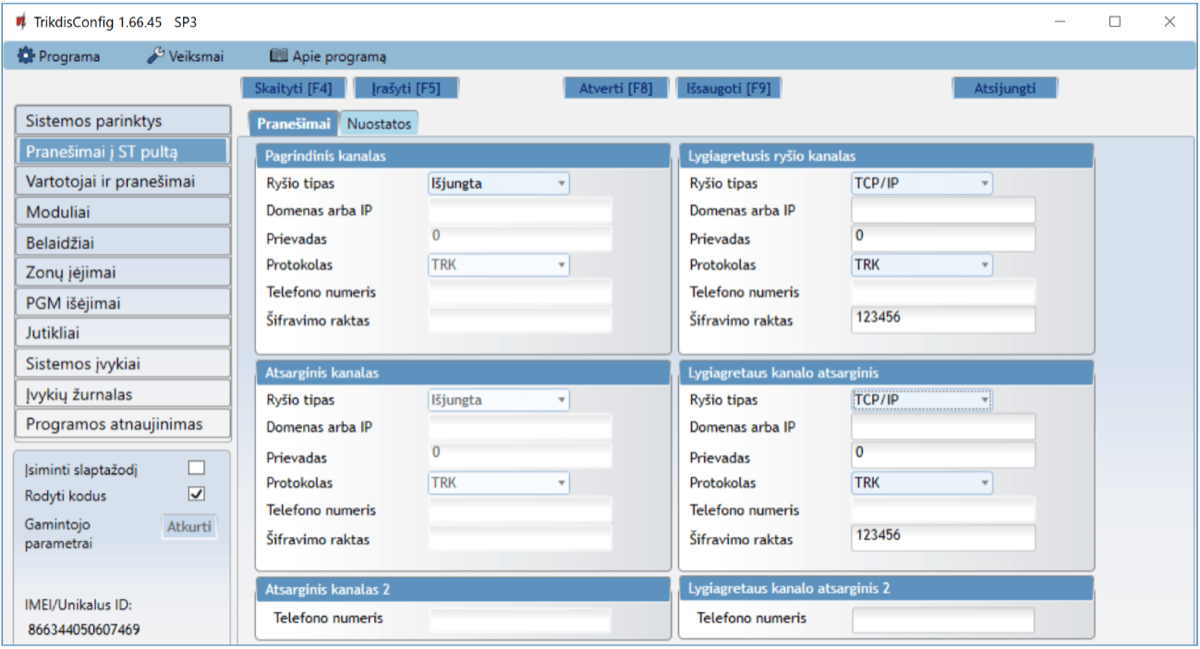 TrikdisConfig 1.66.45 SP3
Programa Veiksmai Apie programą
Skaityti [F4] Įrašyti [F5] Atverti [F8] Išsaugoti [F9] Atsijungti
Sistemos parinktys
Pranešimai į ST pultą
Vartotojai ir pranešimai
Moduliai
Belaidžiai
Zonų įėjimai
PGM išėjimai
Jutikliai
Sistemos įvykiai
Įvykių žurnalas
Programos atnaujinimas
Įsiminti slaptažodį
Rodyti kodus
Gamintojo
parametrai
Atkurti
IMEI/Unikalus ID:
866344050607469
Pranešimai Nuostatos
Pagrindinis kanalas
Ryšio tipas Išjungta
Domenas arba IP
Prievadas 0
Protokolas TRK
Telefono numeris
Šifravimo raktas
Lygiagretusis ryšio kanalas
Ryšio tipas TCP/IP
Domenas arba IP
Prievadas 0
Protokolas TRK
Telefono numeris
Šifravimo raktas 123456
Atsarginis kanalas
Ryšio tipas Išjungta
Domenas arba IP
Prievadas 0
Protokolas TRK
Telefono numeris
Šifravimo raktas
Lygiagretaus kanalo atsarginis
Ryšio tipas TCP/IP
Domenas arba IP
Prievadas 0
Protokolas TRK
Telefono numeris
Šifravimo raktas 123456
Atsarginis kanalas 2
Telefono numeris
Lygiagretaus kanalo atsarginis 2
Telefono numeris